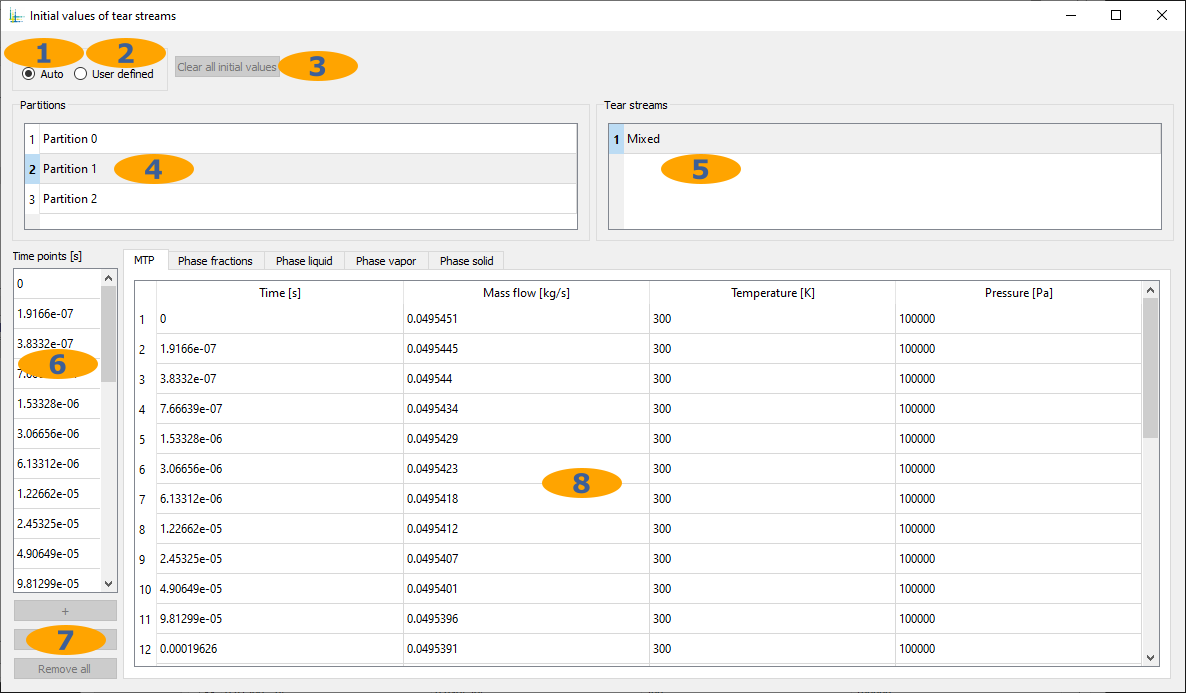 Initial values of tear streams
1 2 3
Auto User defined Clear all initial values
Partitions
1 Partition 0
2 Partition 1 4
3 Partition 2
Tear streams
1 Mixed
5
Time points [s]
0
1.9166e-07
3.8332e-07
6
1.53328e-06
3.06656e-06
6.13312e-06
1.22662e-05
2.45325e-05
4.90649e-05
9.81299e-05
+
7
Remove all
MTP Phase fractions Phase liquid Phase vapor Phase solid
Time [s] Mass flow [kg/s] Temperature [K] Pressure [Pa]
1 0 0.0495451 300 100000
2 1.9166e-07 0.0495445 300 100000
3 3.8332e-07 0.049544 300 100000
4 7.66639e-07 0.0495434 300 100000
5 1.53328e-06 0.0495429 300 100000
6 3.06656e-06 0.0495423 300 100000
8
7 6.13312e-06 0.0495418 300 100000
8 1.22662e-05 0.0495412 300 100000
9 2.45325e-05 0.0495407 300 100000
10 4.90649e-05 0.0495401 300 100000
11 9.81299e-05 0.0495396 300 100000
12 0.00019626 0.0495391 300 100000